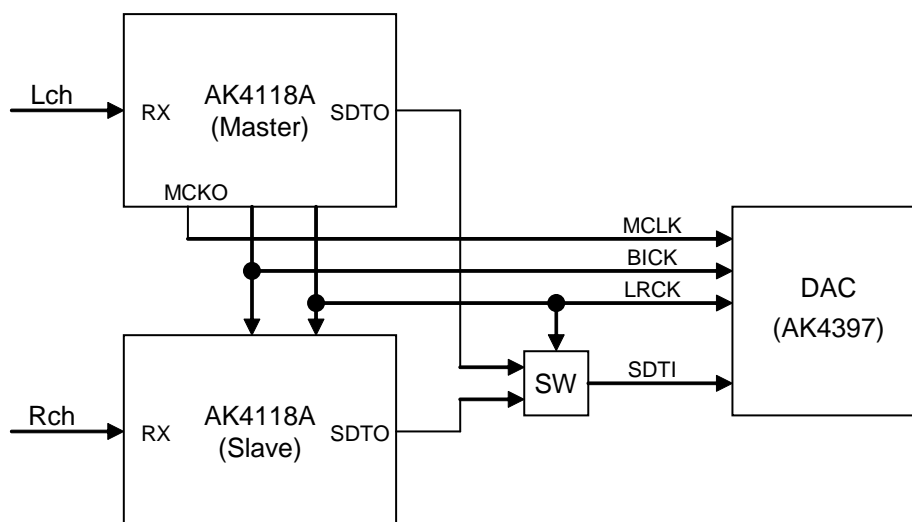 Lch
RX
AK4118A
(Master)
SDTO
MCKO
MCLK
BICK
LRCK
DAC
(AK4397)
SW
SDTI
Rch
RX
AK4118A
(Slave)
SDTO